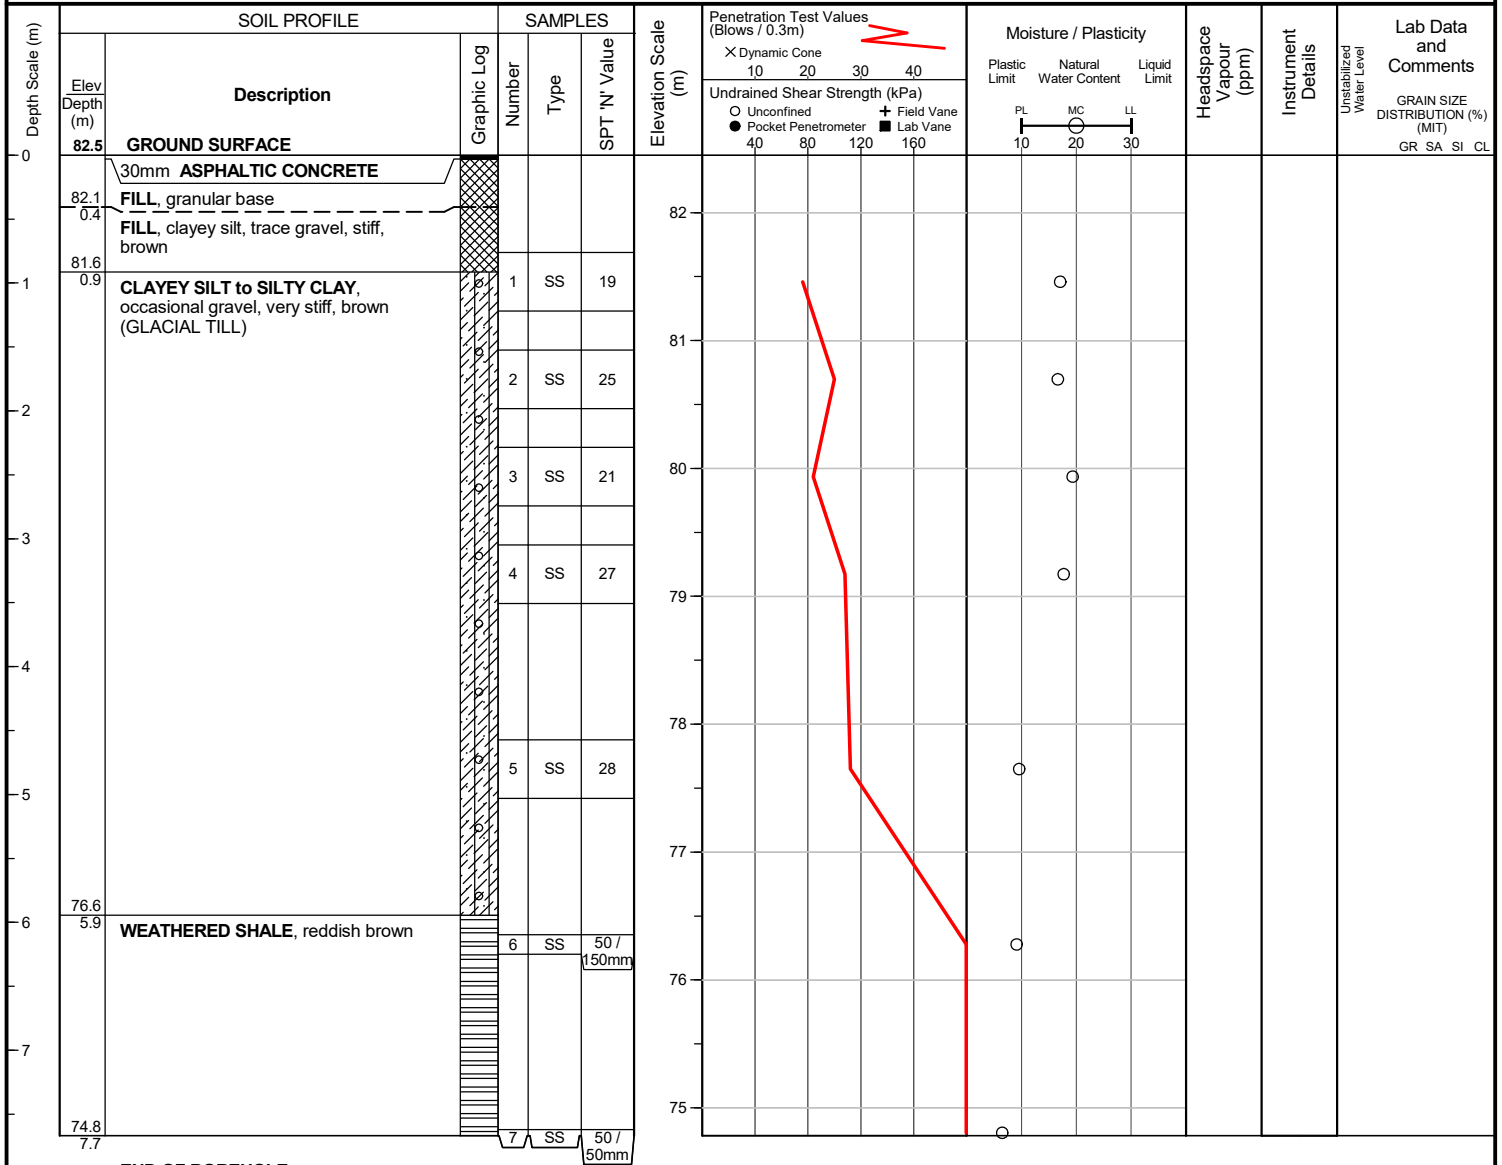 SOIL PROFILE
SAMPLES
Depth Scale (m)
Elev
Depth
(m)
Description
Graphic Log
Number
Type
SPT 'N' Value
Elevation Scale
(m)
Penetration Test Values
(Blows / 0.3m)
X Dynamic Cone
10 20 30 40
Undrained Shear Strength (kPa)
Unconfined
Field Vane
Pocket Penetrometer
Lab Vane
40 80 120 160
Moisture / Plasticity
Plastic
Limit
Natural
Water Content
Liquid
Limit
PL MC LL
10 20 30
Headspace
Vapour
(ppm)
Instrument
Details
Unstabilized
Water Level
Lab Data
and
Comments
GRAIN SIZE
DISTRIBUTION (%)
(MIT)
GR SA SI CL
82.5 GROUND SURFACE
0
30mm ASPHALTIC CONCRETE
82.1 FILL, granular base
0.4
FILL, clayey silt, trace gravel, stiff,
brown
82
81.6
0.9
1
CLAYEY SILT to SILTY CLAY,
occasional gravel, very stiff, brown
(GLACIAL TILL)
1 SS 19
81
2 SS 25
2
80
3 SS 21
3
4 SS 27
79
4
78
5 SS 28
5
77
76.6
5.9
6
WEATHERED SHALE, reddish brown
6 SS 50 /
150mm
76
7
75
74.8
7.7
7 SS 50 /
50mm
END OF BOREHOLE